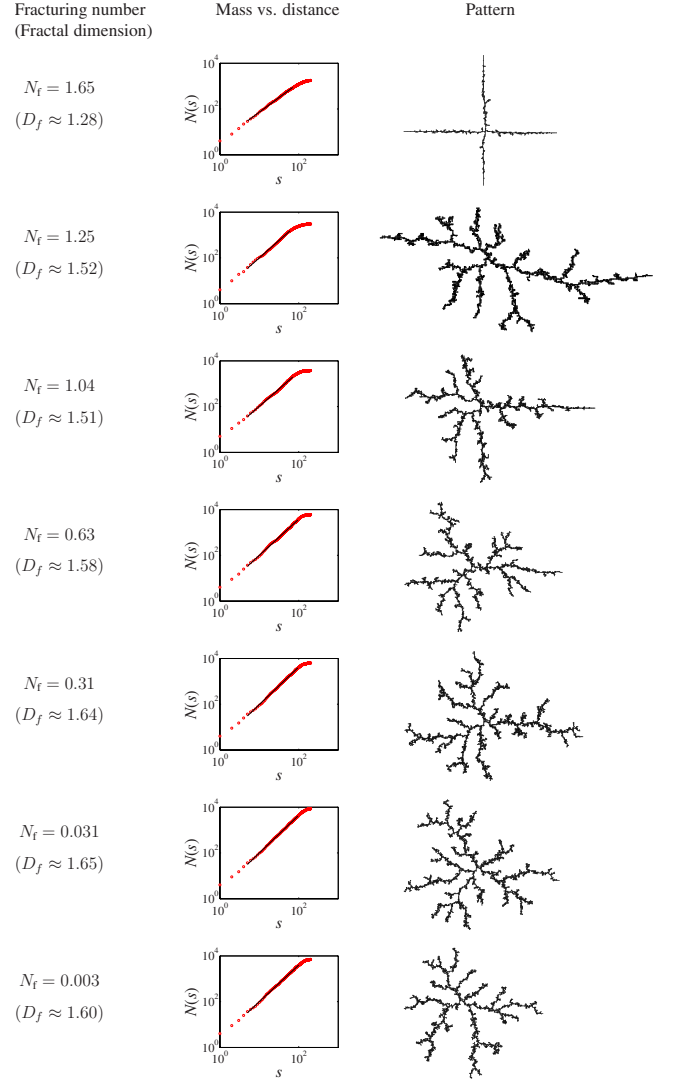 Fracturing number
(Fractal dimension)
Mass vs. distance
Pattern
N_f = 1.65
(D_f ≈ 1.28)
10^4
10^2
10^0
N(s)
10^0
10^2
s
N_f = 1.25
(D_f ≈ 1.52)
10^4
10^2
10^0
N(s)
10^0
10^2
s
N_f = 1.04
(D_f ≈ 1.51)
10^4
10^2
10^0
N(s)
10^0
10^2
s
N_f = 0.63
(D_f ≈ 1.58)
10^4
10^2
10^0
N(s)
10^0
10^2
s
N_f = 0.31
(D_f ≈ 1.64)
10^4
10^2
10^0
N(s)
10^0
10^2
s
N_f = 0.031
(D_f ≈ 1.65)
10^4
10^2
10^0
N(s)
10^0
10^2
s
N_f = 0.003
(D_f ≈ 1.60)
10^4
10^2
10^0
N(s)
10^0
10^2
s